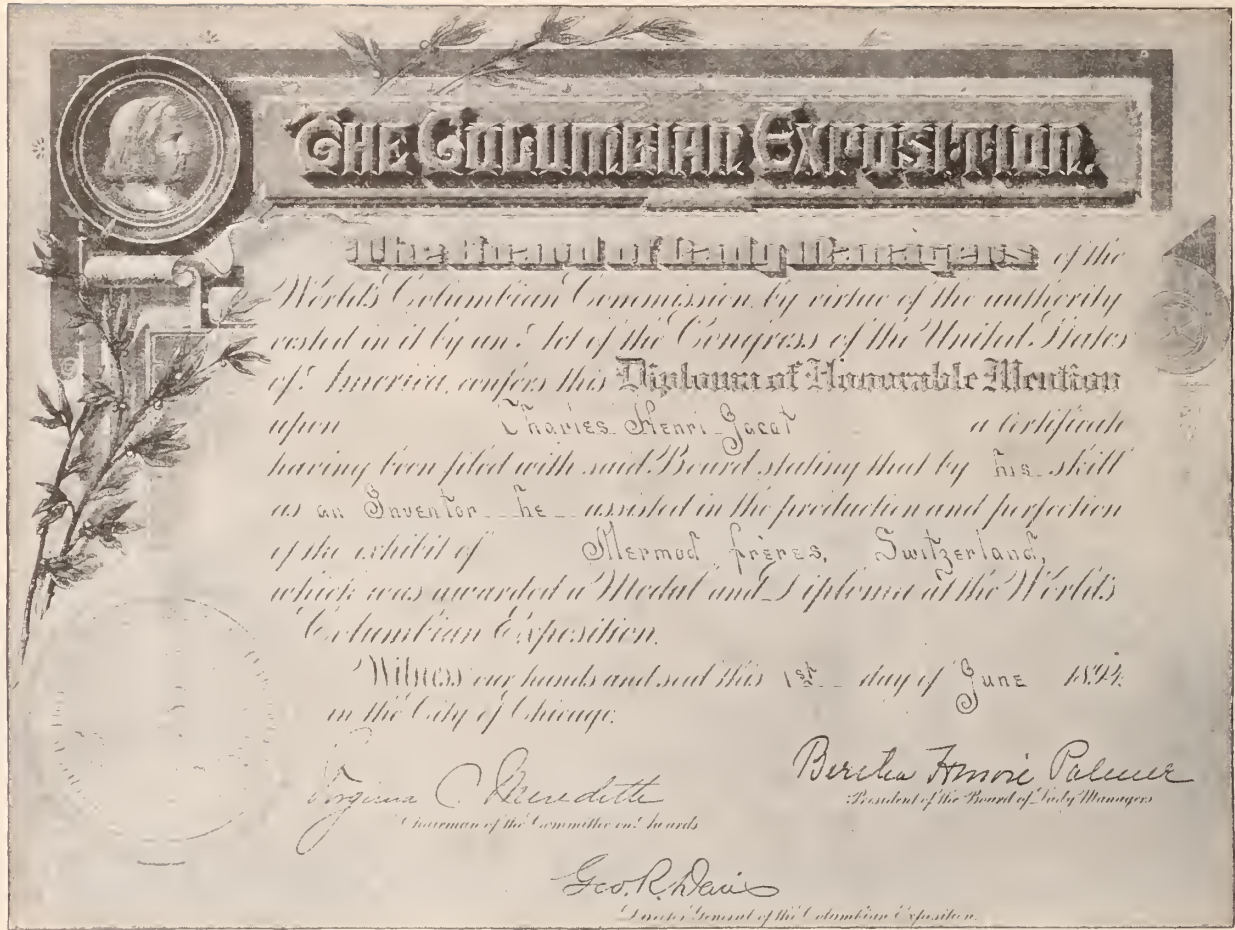 THE COLUMBIAN EXPOSITION.
The Board of Lady Managers of the
World's Columbian Commission, by virtue of the authority
vested in it by an Act of the Congress of the United States
of America, confers this Diploma of Honorable Mention
upon Charles Henri Jacot a certificate
having been filed with said Board stating that by his skill
as an Inventor he assisted in the production and perfection
of the exhibit of Mermod frères, Switzerland,
which was awarded a Medal and Diploma at the World's
Columbian Exposition.
Witness our hands and seal this 1st day of June 1894
in the City of Chicago.
Virginia C. Meredith
Chairman of the Committee on Awards
Bertha Honoré Palmer
President of the Board of Lady Managers
Geo. R. Davis
Director General of the Columbian Exposition.